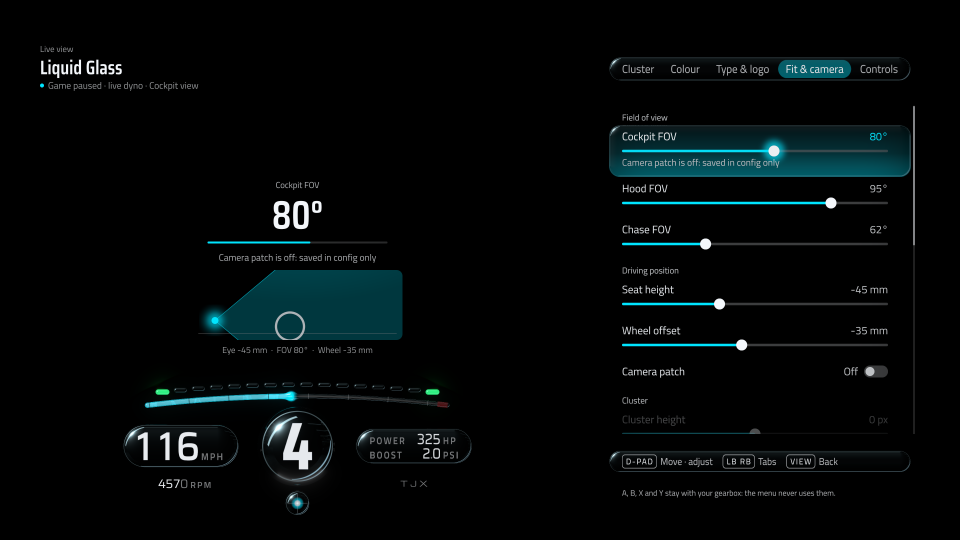 Live view
Liquid Glass
Game paused · live dyno · Cockpit view
Cluster Colour Type & logo Fit & camera Controls
Field of view
Cockpit FOV 80°
Camera patch is off: saved in config only
Hood FOV 95°
Chase FOV 62°
Driving position
Seat height -45 mm
Wheel offset -35 mm
Camera patch Off
Cluster
Cluster height 0 px
D-PAD Move · adjust LB RB Tabs VIEW Back
A, B, X and Y stay with your gearbox: the menu never uses them.
Cockpit FOV
80°
Camera patch is off: saved in config only
Eye -45 mm · FOV 80° · Wheel -35 mm
116 MPH
4570 RPM
4
POWER 325 HP
BOOST 2.0 PSI
TJX